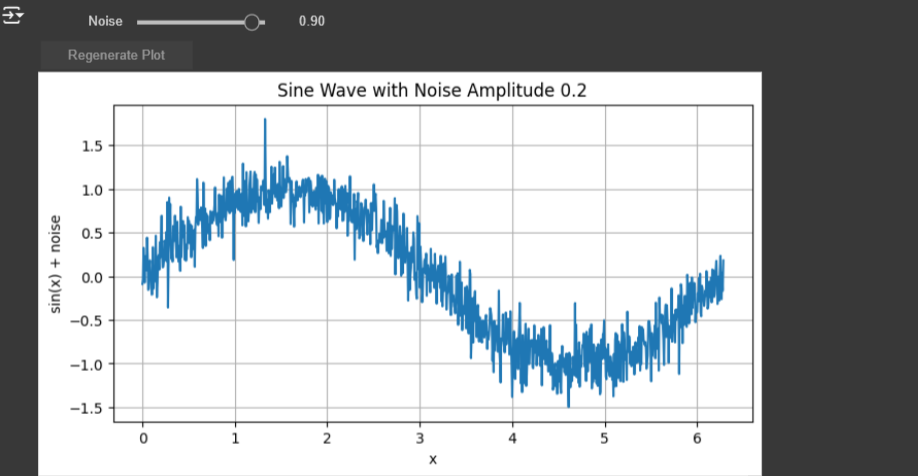 Noise 0.90
Regenerate Plot
Sine Wave with Noise Amplitude 0.2
1.5
1.0
0.5
0.0
−0.5
−1.0
−1.5
sin(x) + noise
0 1 2 3 4 5 6
x